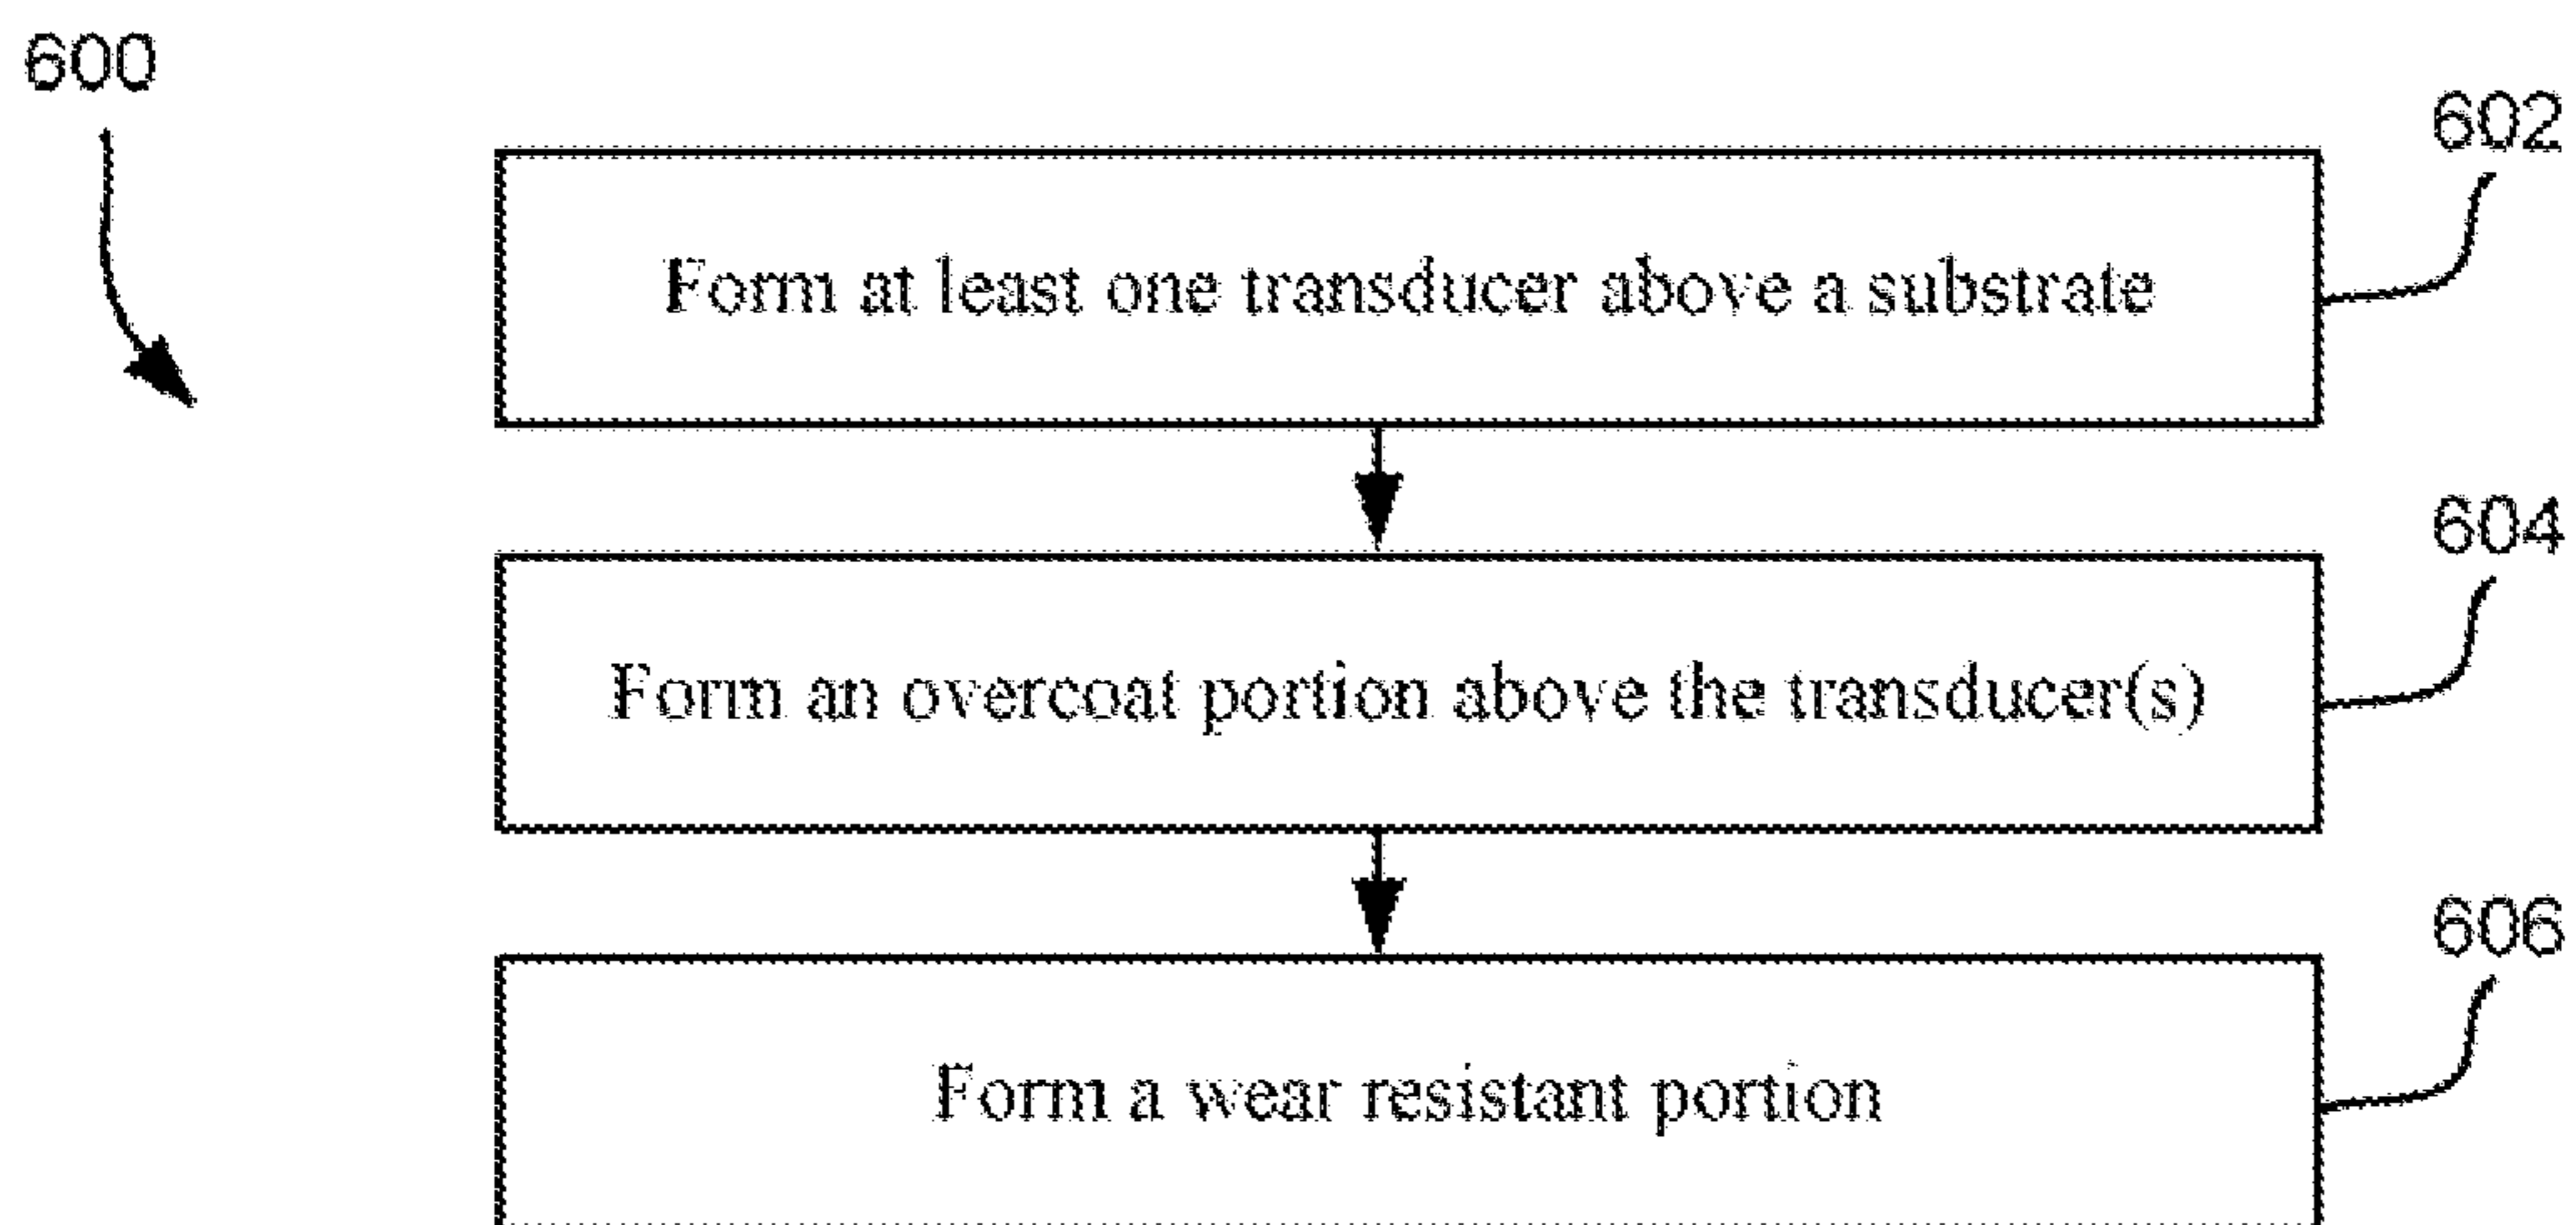 600
602
Form at least one transducer above a substrate
604
Form an overcoat portion above the transducer(s)
606
Form a wear resistant portion